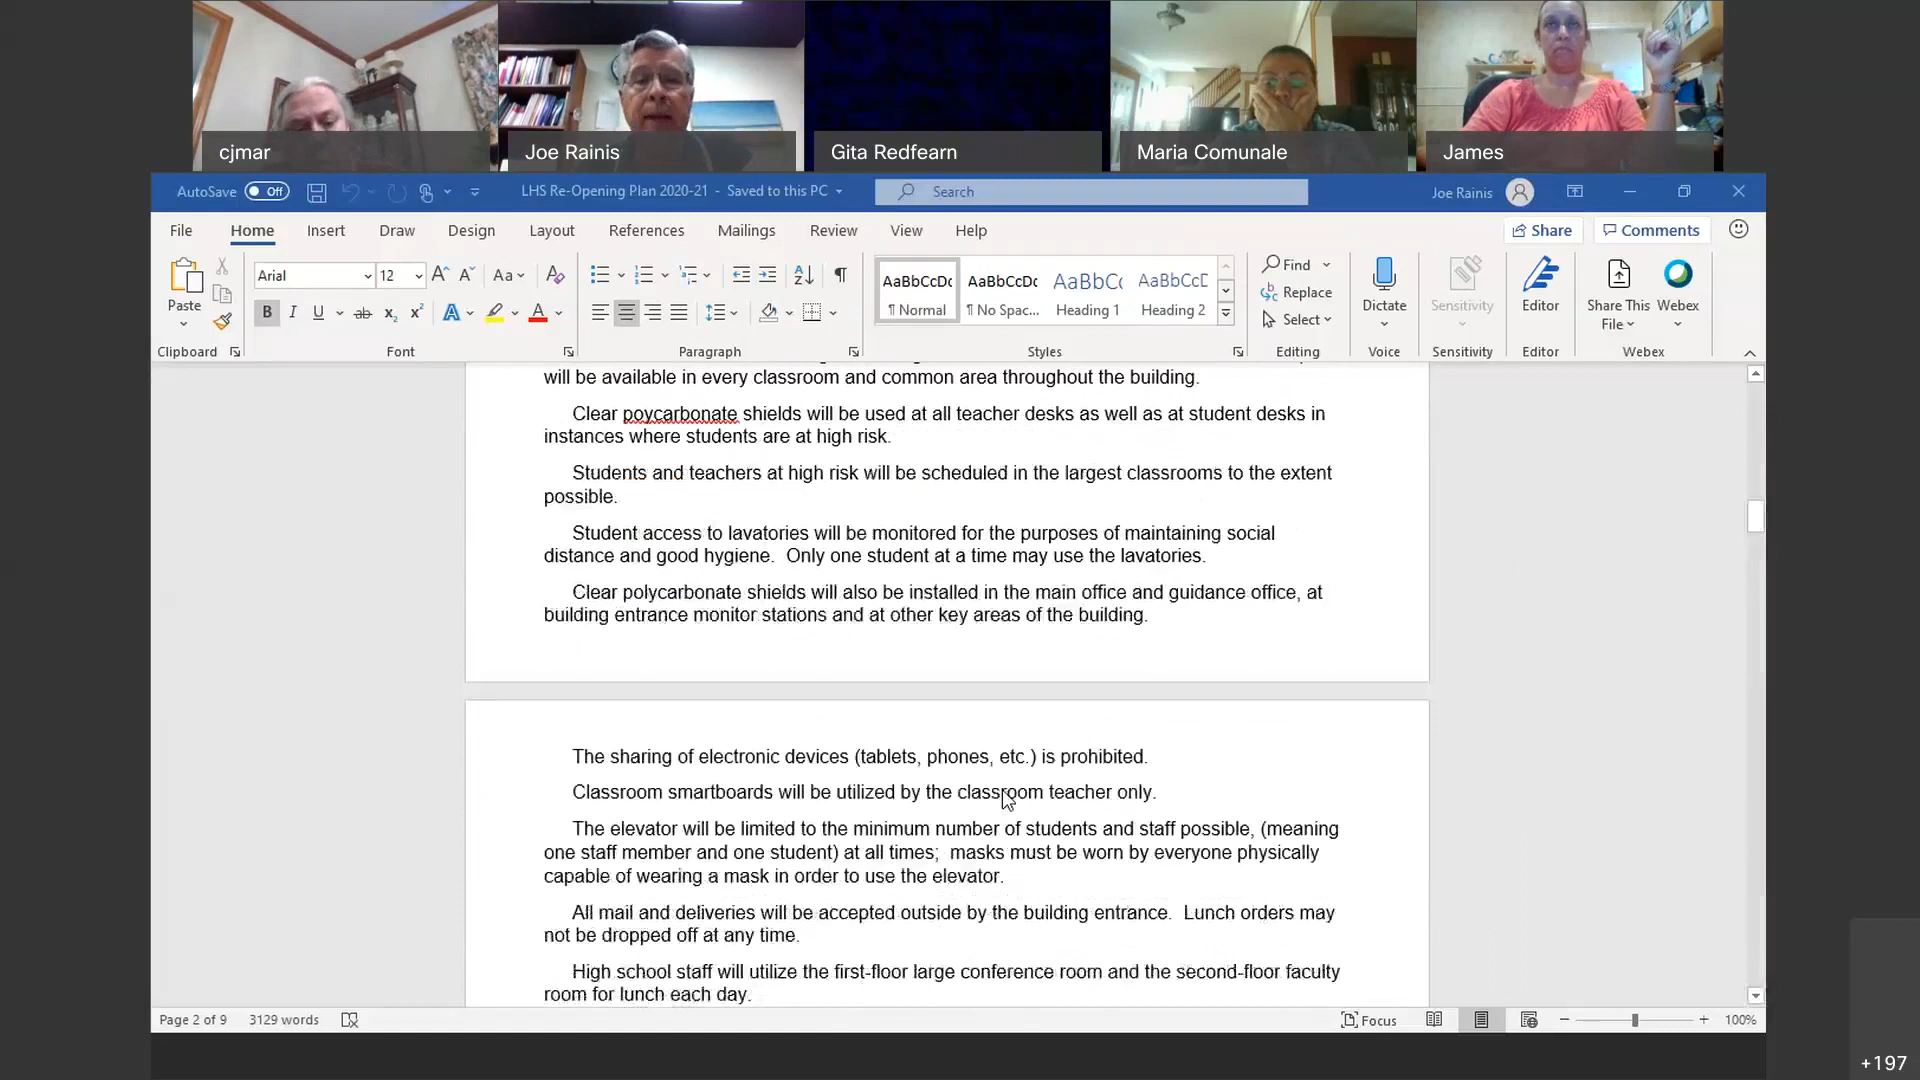 cjmar
Joe Rainis
Gita Redfearn
Maria Comunale
James
AutoSave Off
LHS Re-Opening Plan 2020-21 - Saved to this PC
Search
Joe Rainis
File Home Insert Draw Design Layout References Mailings Review View Help
Share
Comments
Paste
Arial 12
Aa
AaBbCcDc AaBbCcDc AaBbC AaBbCcD
¶ Normal ¶ No Spac... Heading 1 Heading 2
Find
Replace
Select
Dictate
Sensitivity
Editor
Share This
File
Webex
Clipboard Font Paragraph Styles Editing Voice Sensitivity Editor Webex
will be available in every classroom and common area throughout the building.
Clear poycarbonate shields will be used at all teacher desks as well as at student desks in
instances where students are at high risk.
Students and teachers at high risk will be scheduled in the largest classrooms to the extent
possible.
Student access to lavatories will be monitored for the purposes of maintaining social
distance and good hygiene.  Only one student at a time may use the lavatories.
Clear polycarbonate shields will also be installed in the main office and guidance office, at
building entrance monitor stations and at other key areas of the building.
The sharing of electronic devices (tablets, phones, etc.) is prohibited.
Classroom smartboards will be utilized by the classroom teacher only.
The elevator will be limited to the minimum number of students and staff possible, (meaning
one staff member and one student) at all times;  masks must be worn by everyone physically
capable of wearing a mask in order to use the elevator.
All mail and deliveries will be accepted outside by the building entrance.  Lunch orders may
not be dropped off at any time.
High school staff will utilize the first-floor large conference room and the second-floor faculty
room for lunch each day.
Page 2 of 9 3129 words
Focus
100%
+197